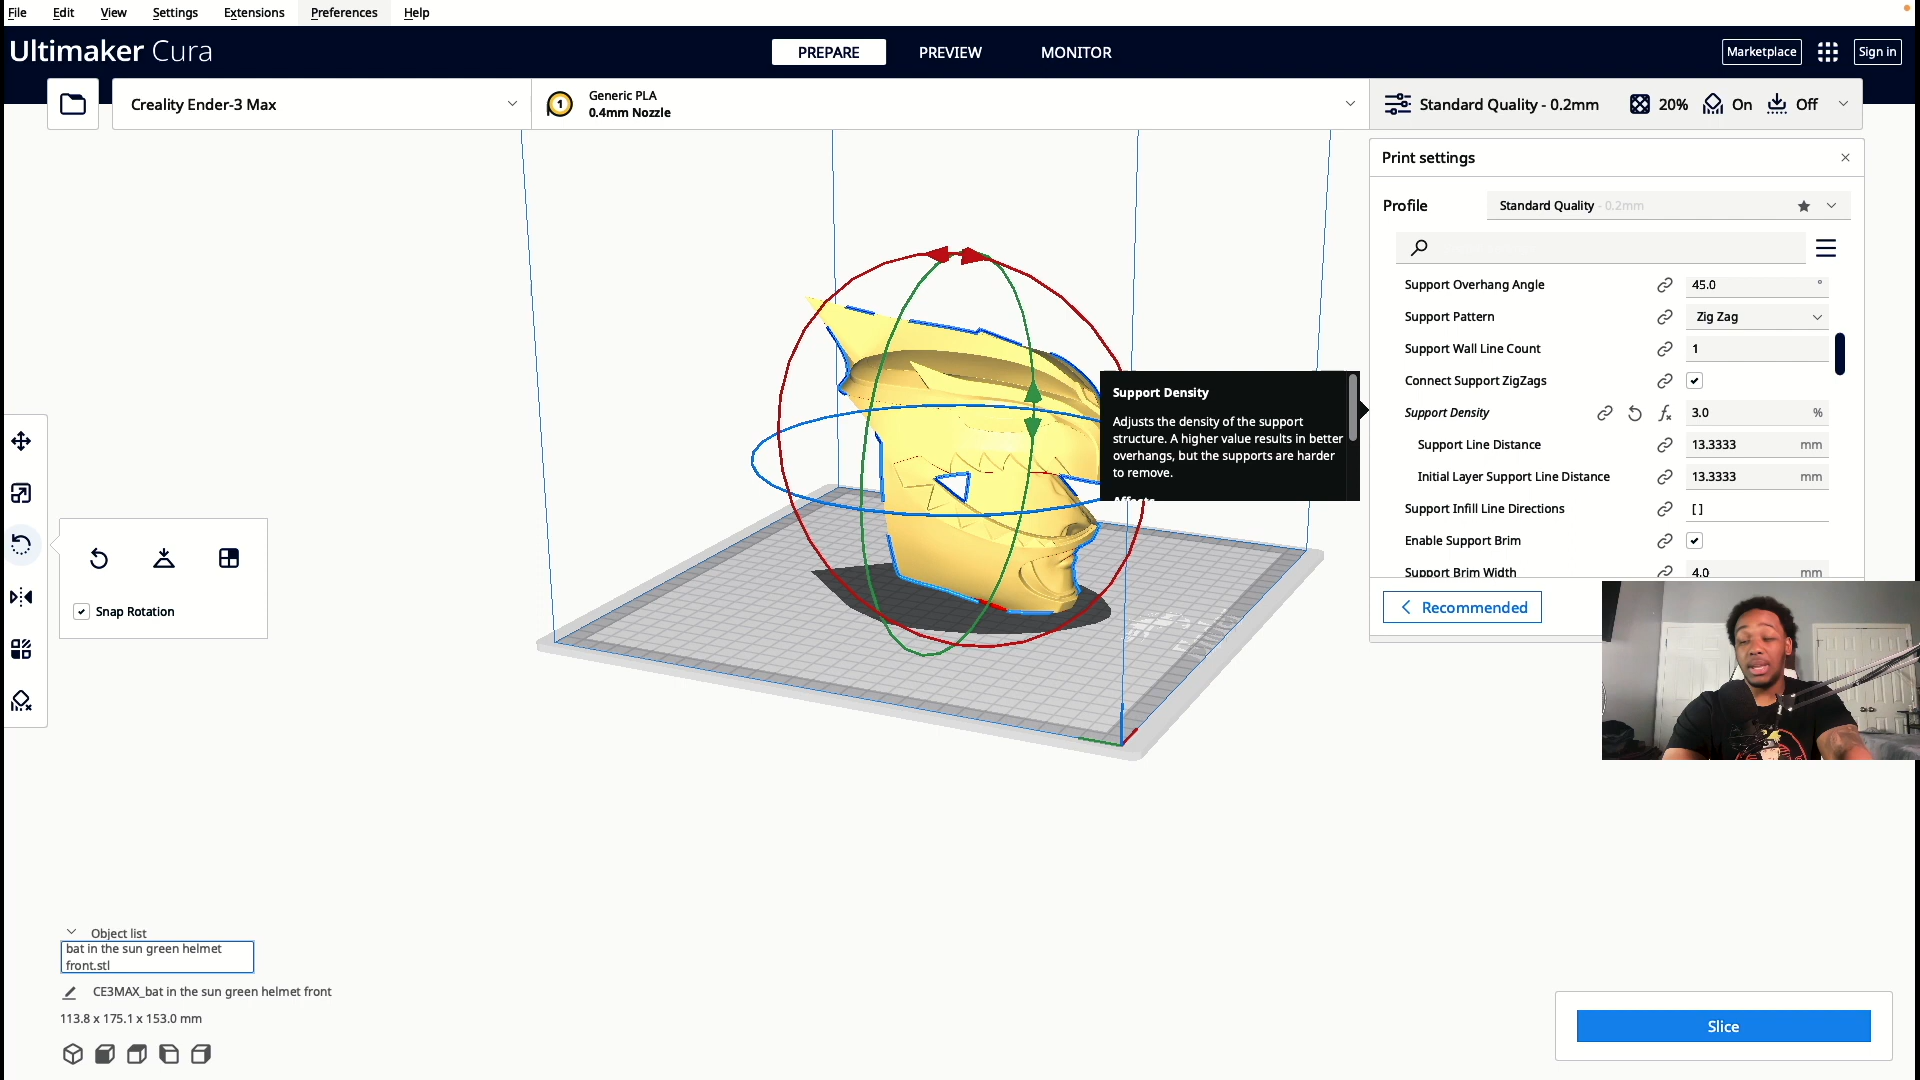 File Edit View Settings Extensions Preferences Help
Ultimaker Cura
PREPARE PREVIEW MONITOR
Marketplace Sign in
Creality Ender-3 Max
1
Generic PLA
0.4mm Nozzle
Standard Quality - 0.2mm 20% On Off
Print settings
Profile Standard Quality - 0.2mm
Support Overhang Angle 45.0 °
Support Pattern Zig Zag
Support Wall Line Count 1
Connect Support ZigZags
Support Density fx 3.0 %
Support Line Distance 13.3333 mm
Initial Layer Support Line Distance 13.3333 mm
Support Infill Line Directions [ ]
Enable Support Brim
Support Brim Width 4.0 mm
Recommended
Support Density
Adjusts the density of the support
structure. A higher value results in better
overhangs, but the supports are harder
to remove.
Affects
Snap Rotation
Object list
bat in the sun green helmet
front.stl
CE3MAX_bat in the sun green helmet front
113.8 x 175.1 x 153.0 mm
Slice